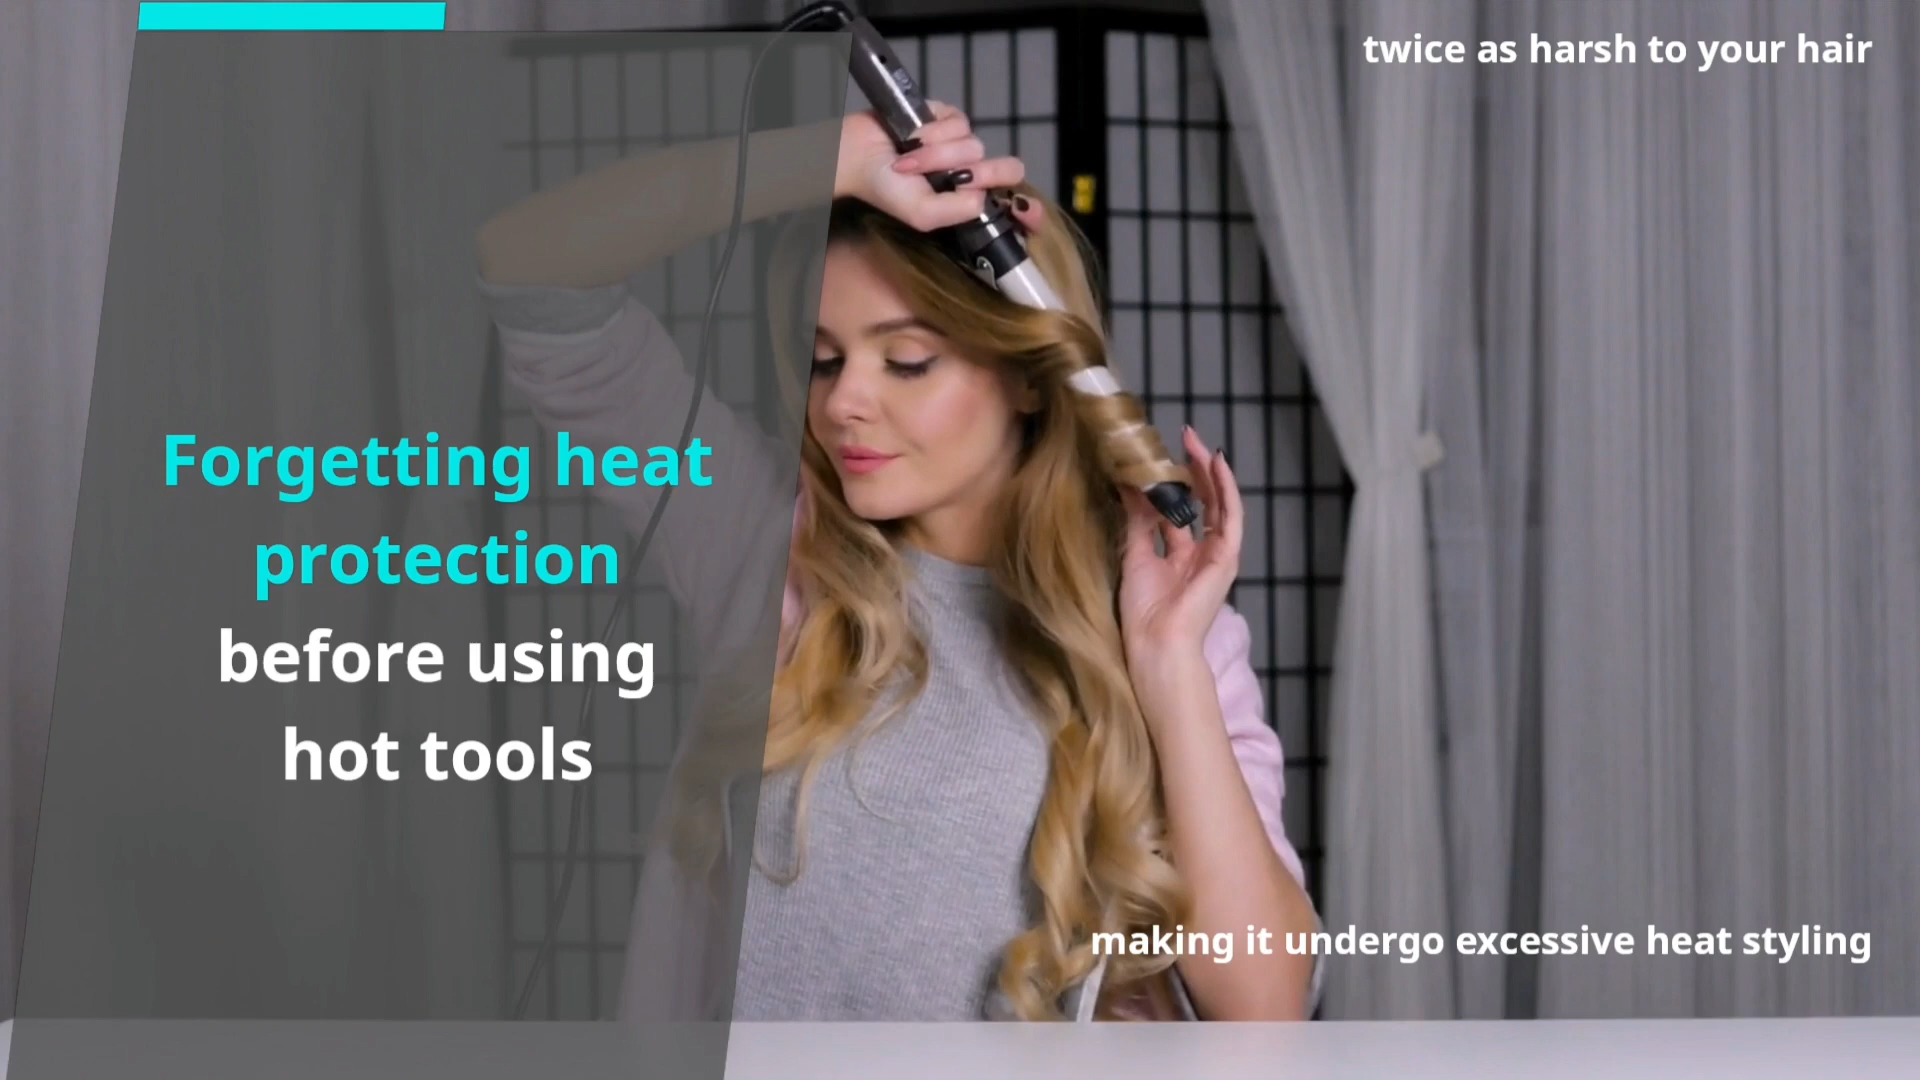 twice as harsh to your hair
Forgetting heat
protection
before using
hot tools
making it undergo excessive heat styling